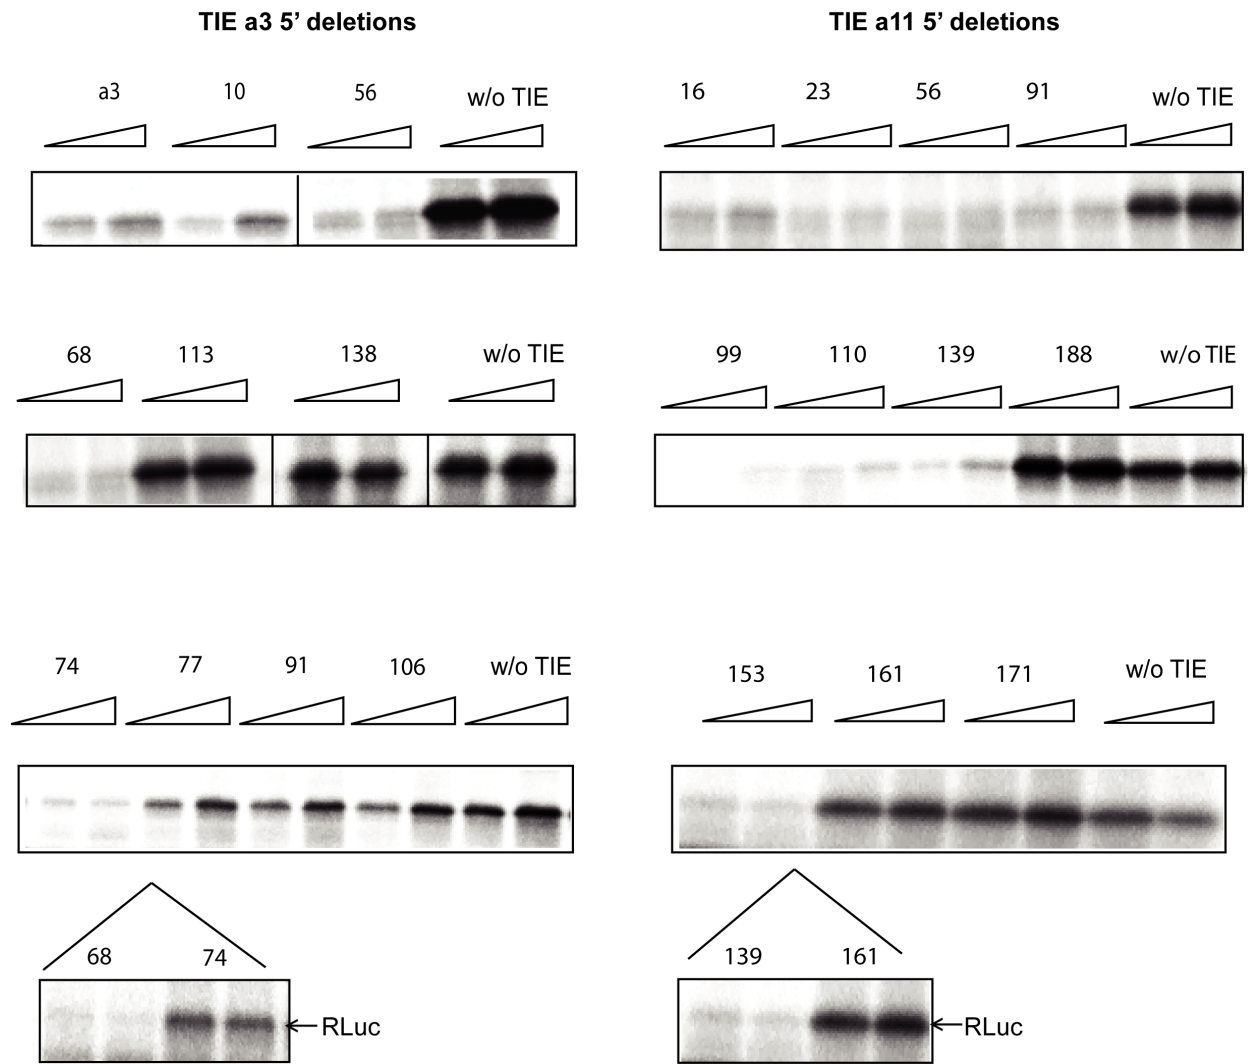 TIE a3 5’ deletions
TIE a11 5’ deletions
a3 10 56 w/o TIE
16 23 56 91 w/o TIE
68 113 138 w/o TIE
99 110 139 188 w/o TIE
74 77 91 106 w/o TIE
153 161 171 w/o TIE
68 74
RLuc
139 161
RLuc